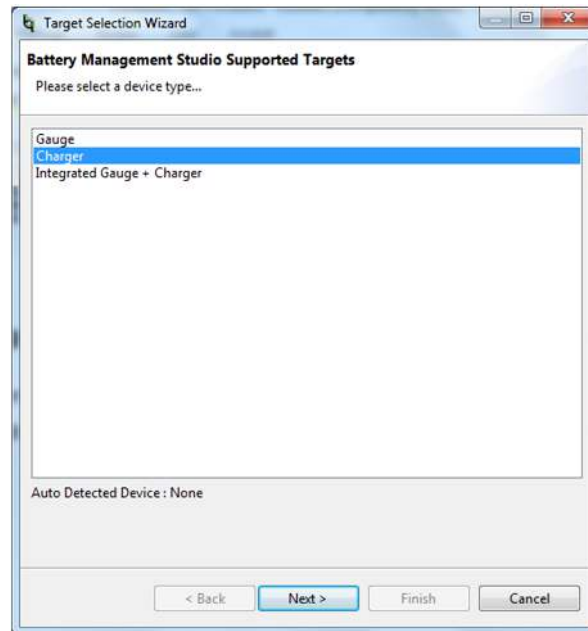 Target Selection Wizard
Battery Management Studio Supported Targets
Please select a device type...
Gauge
Charger
Integrated Gauge + Charger
Auto Detected Device : None
< Back
Next >
Finish
Cancel